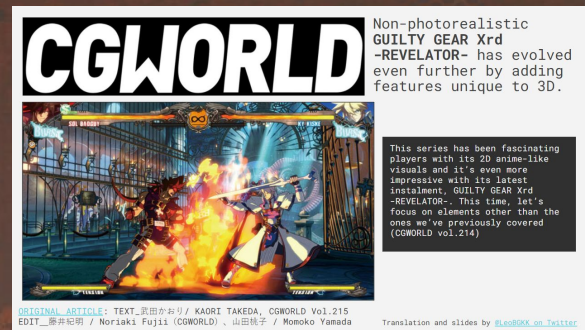 CGWORLD
Non-photorealistic
GUILTY GEAR Xrd
-REVELATOR- has evolved
even further by adding
features unique to 3D.
SOL BADGUY
KY KISKE
TENSION
TENSION
This series has been fascinating
players with its 2D anime-like
visuals and it's even more
impressive with its latest
instalment, GUILTY GEAR Xrd
-REVELATOR-. This time, let's
focus on elements other than the
ones we've previously covered
(CGWORLD vol.214)
ORIGINAL ARTICLE: TEXT_武田かおり/ KAORI TAKEDA, CGWORLD Vol.215
EDIT_藤井紀明 / Noriaki Fujii (CGWORLD) 、山田桃子 / Momoko Yamada
Translation and slides by @LeoBGKK on Twitter